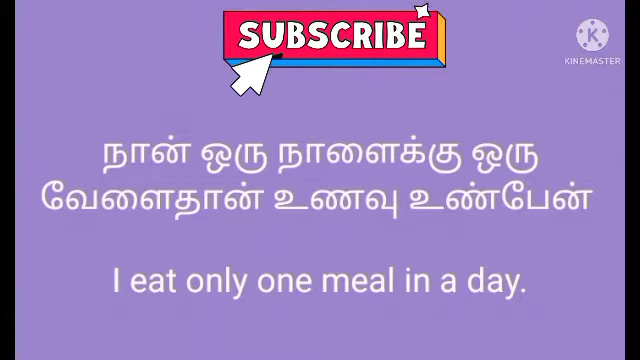 SUBSCRIBE
K
KINEMASTER
நான் ஒரு நாளைக்கு ஒரு
வேளைதான் உணவு உண்பேன்
I eat only one meal in a day.